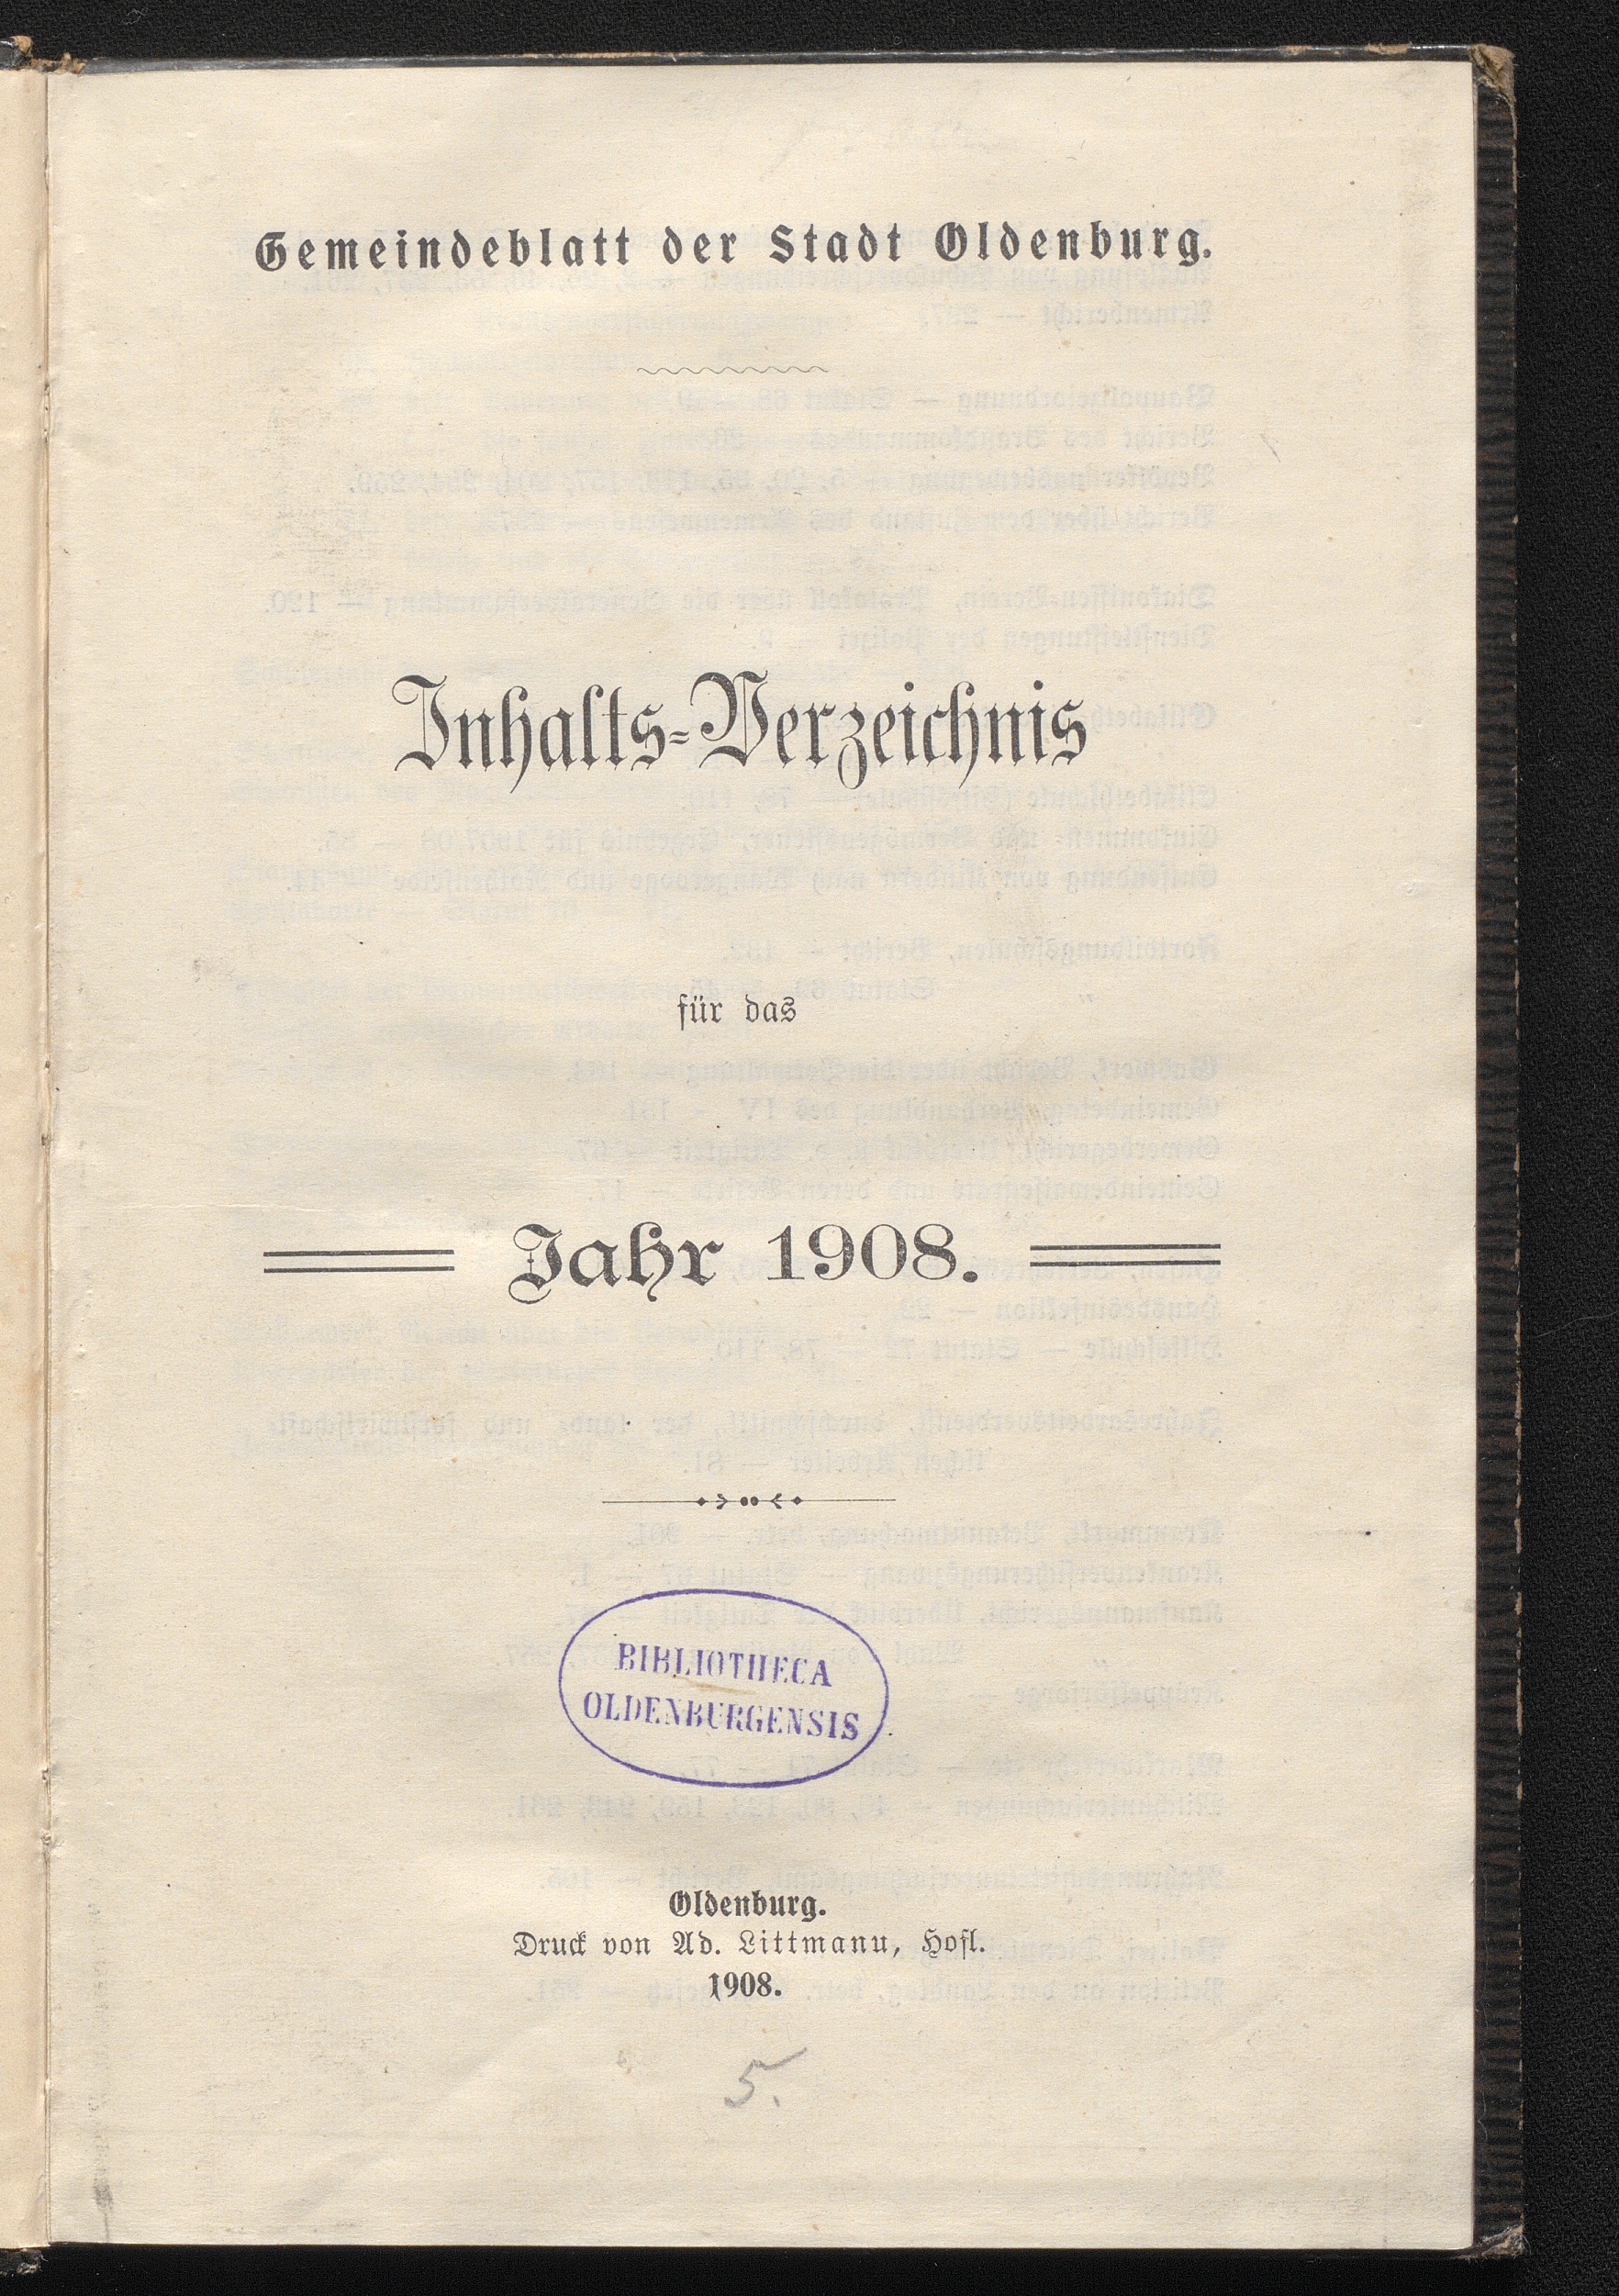 Gemeindeblatt der Stadt Oldenburg.
Inhalts-Verzeichnis
für das
Jahr 1908.
BIBLIOTHECA
OLDENBURGENSIS
Oldenburg.
Druck von Ad. Littmanu, Hofl.
1908.
5.